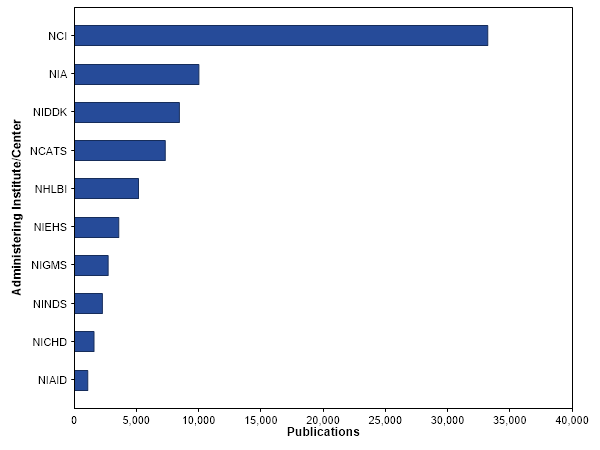 Administering Institute/Center
NCI
NIA
NIDDK
NCATS
NHLBI
NIEHS
NIGMS
NINDS
NICHD
NIAID
0 5,000 10,000 15,000 20,000 25,000 30,000 35,000 40,000
Publications